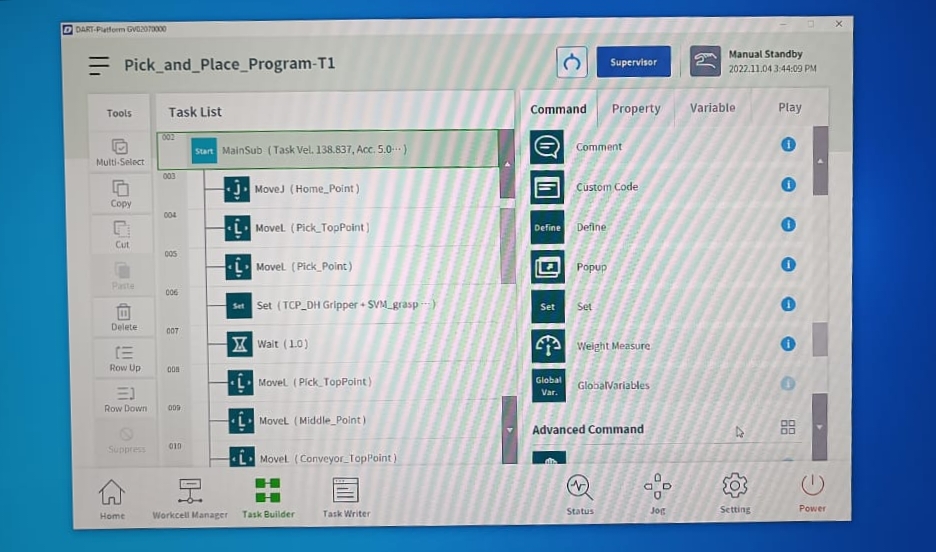 DART-Platform GV02070000
Pick_and_Place_Program-T1
Supervisor
Manual Standby
2022.11.04 3:44:09 PM
Tools
Multi-Select
Copy
Cut
Paste
Delete
Row Up
Row Down
Suppress
Task List
002 Start MainSub ( Task Vel. 138.837, Acc. 5.0··· )
003 J MoveJ ( Home_Point )
004 L MoveL ( Pick_TopPoint )
005 L MoveL ( Pick_Point )
006 Set Set ( TCP_DH Gripper + SVM_grasp ··· )
007 Wait ( 1.0 )
008 L MoveL ( Pick_TopPoint )
009 L MoveL ( Middle_Point )
010 L MoveL ( Conveyor_TopPoint )
Command Property Variable Play
Comment
Custom Code
Define Define
Popup
Set Set
Weight Measure
Global Var. GlobalVariables
Advanced Command
Home
Workcell Manager
Task Builder
Task Writer
Status
Jog
Setting
Power